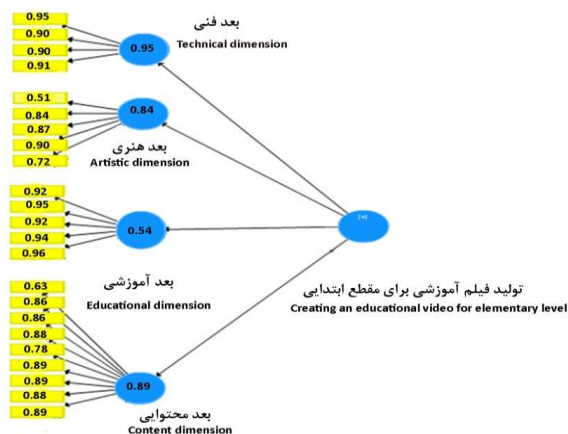 0.95
0.90
0.90
0.91
0.95
بعد فنی
Technical dimension
0.51
0.84
0.87
0.90
0.72
0.84
بعد هنری
Artistic dimension
0.92
0.95
0.92
0.94
0.96
0.54
بعد آموزشی
Educational dimension
[+]
تولید فیلم آموزشی برای مقطع ابتدایی
Creating an educational video for elementary level
0.63
0.86
0.86
0.88
0.78
0.89
0.89
0.88
0.89
0.89
بعد محتوایی
Content dimension